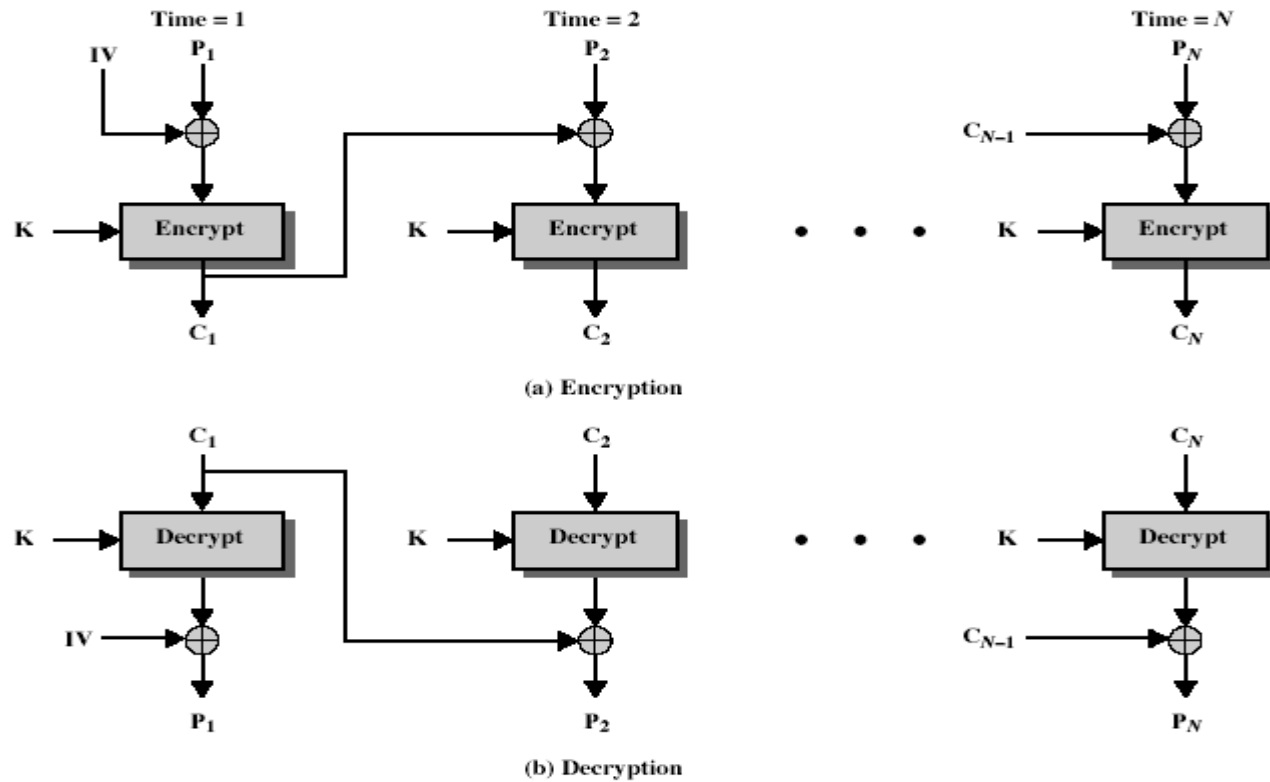 Time = 1 Time = 2 Time = N
IV P1 P2 PN
CN−1
K Encrypt K Encrypt • • • K Encrypt
C1 C2 CN
(a) Encryption
C1 C2 CN
K Decrypt K Decrypt • • • K Decrypt
IV CN−1
P1 P2 PN
(b) Decryption